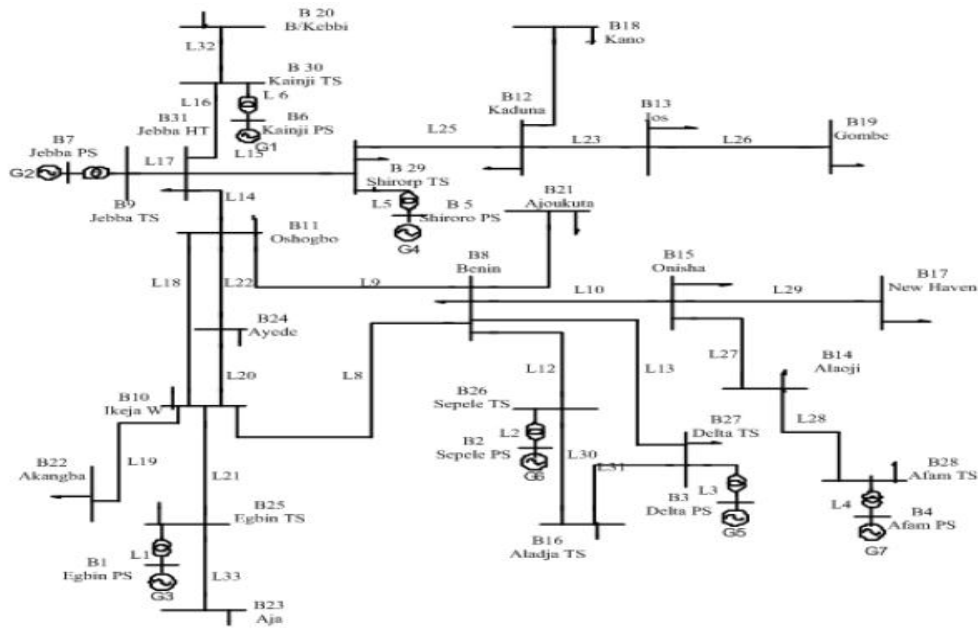 B 20
B/Kebbi
L32
B 30
Kainji TS
L16
L 6
B31
Jebba HT
B6
Kainji PS
G1
L15
B7
Jebba PS
G2
L17
B9
Jebba TS
L14
B18
Kano
B12
Kaduna
B13
Jos
B19
Gombe
L25
L23
L26
B 29
Shirorp TS
L5
B 5
Shiroro PS
G4
B21
Ajoukuta
B11
Oshogbo
B8
Benin
B15
Onisha
B17
New Haven
L18
L22
L9
L10
L29
B24
Ayede
L20
L8
L12
L13
L27
B14
Alaoji
B10
Ikeja W
B26
Sepele TS
B27
Delta TS
L28
L2
B2
Sepele PS
G6
L30
L31
B22
Akangba
L19
L21
B28
Afam TS
L3
B3
Delta PS
G5
L4
B4
Afam PS
G7
B25
Egbin TS
B16
Aladja TS
B1
Egbin PS
L1
G3
L33
B23
Aja